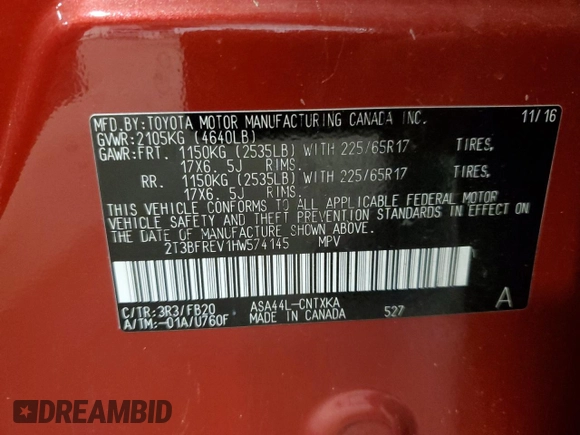 MFD. BY: TOYOTA MOTOR MANUFACTURING CANADA INC. 11/16
GVWR: 2105KG (4640LB)
GAWR: FRT. 1150KG (2535LB) WITH 225/65R17 TIRES,
17X6. 5J RIMS,
RR. 1150KG (2535LB) WITH 225/65R17 TIRES,
17X6. 5J RIMS.
THIS VEHICLE CONFORMS TO ALL APPLICABLE FEDERAL MOTOR
VEHICLE SAFETY AND THEFT PREVENTION STANDARDS IN EFFECT ON
THE DATE OF MANUFACTURE SHOWN ABOVE.
2T3BFREV1HW574145 MPV
C/TR: 3R3/FB20 ASA44L-CNTXKA A
A/TM: -01A/U760F MADE IN CANADA 527
DREAMBID